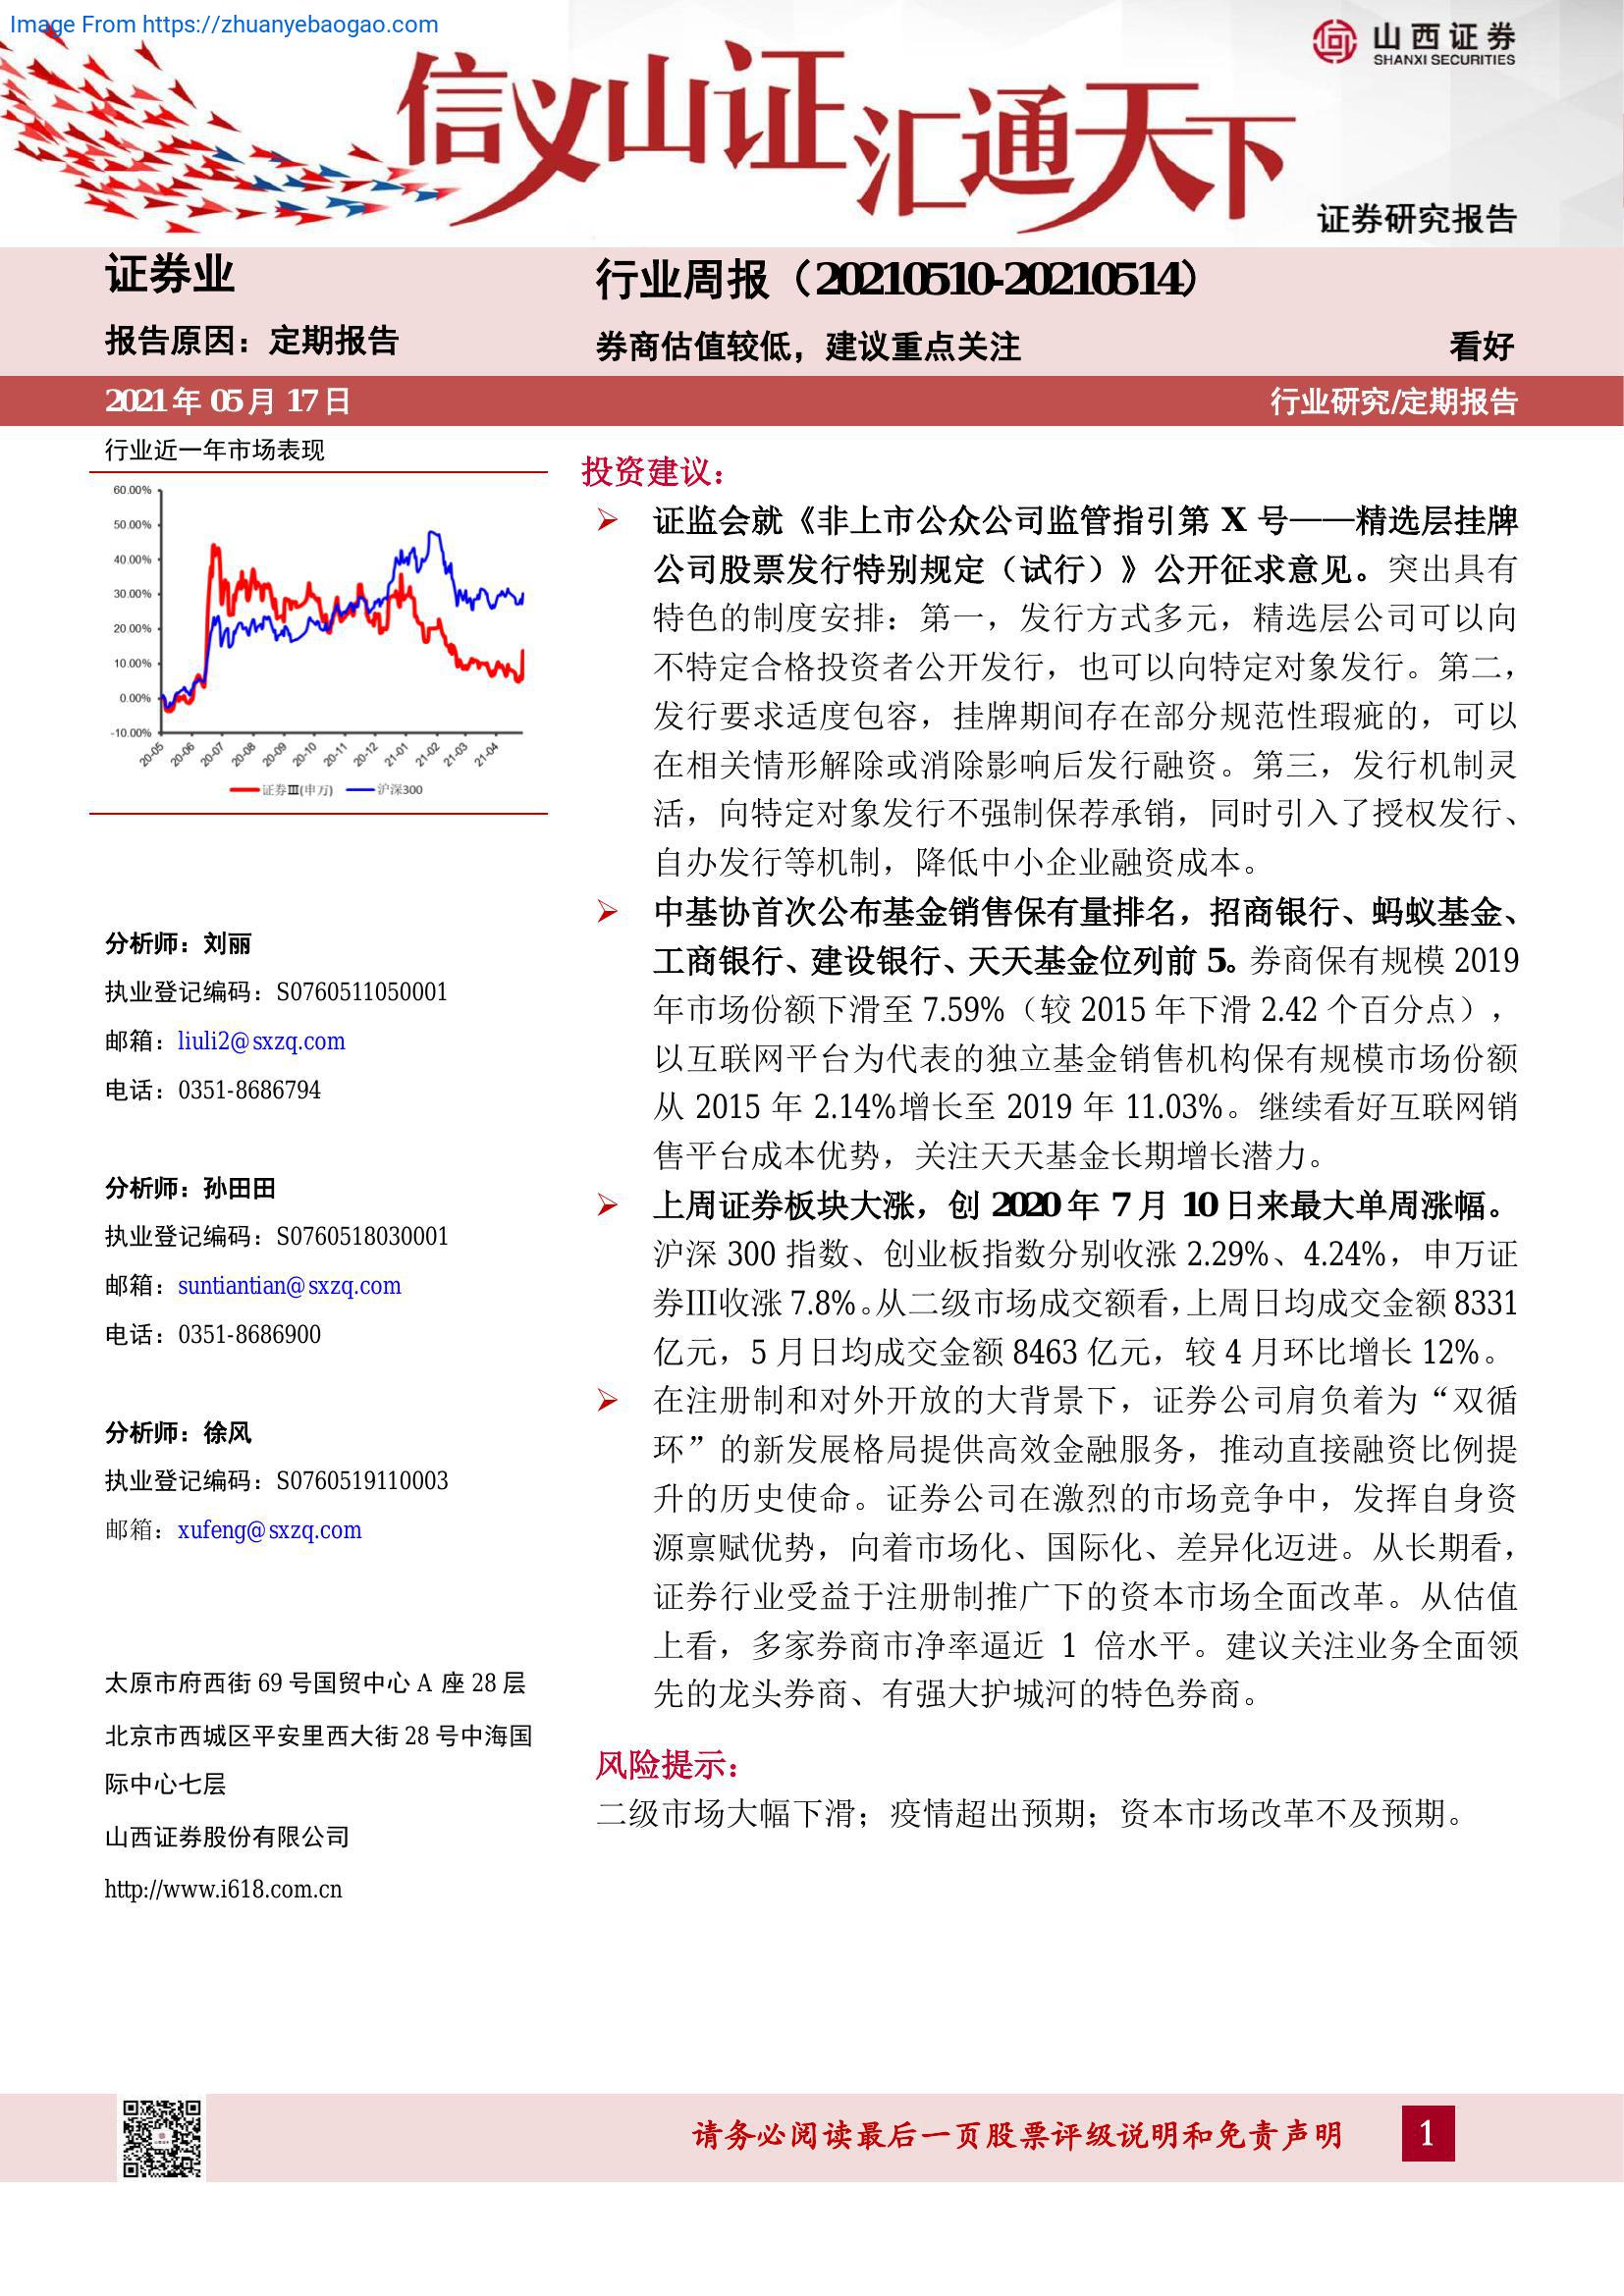 Image From https://zhuanyebaogao.com
山西证券
SHANXI SECURITIES
信义山证汇通天下
证券研究报告
证券业
行业周报（20210510-20210514）
报告原因：定期报告
券商估值较低，建议重点关注
看好
2021 年 05 月 17 日
行业研究/定期报告
行业近一年市场表现
60.00%
50.00%
40.00%
30.00%
20.00%
10.00%
0.00%
-10.00%
20-05
20-06
20-07
20-08
20-09
20-10
20-11
20-12
21-01
21-02
21-03
21-04
证券Ⅲ(申万)
沪深300
分析师：刘丽
执业登记编码：S0760511050001
邮箱：liuli2@sxzq.com
电话：0351-8686794
分析师：孙田田
执业登记编码：S0760518030001
邮箱：suntiantian@sxzq.com
电话：0351-8686900
分析师：徐风
执业登记编码：S0760519110003
邮箱：xufeng@sxzq.com
太原市府西街 69 号国贸中心 A 座 28 层
北京市西城区平安里西大街 28 号中海国
际中心七层
山西证券股份有限公司
http://www.i618.com.cn
投资建议：
➢ 证监会就《非上市公众公司监管指引第 X 号——精选层挂牌
公司股票发行特别规定（试行）》公开征求意见。突出具有
特色的制度安排：第一，发行方式多元，精选层公司可以向
不特定合格投资者公开发行，也可以向特定对象发行。第二，
发行要求适度包容，挂牌期间存在部分规范性瑕疵的，可以
在相关情形解除或消除影响后发行融资。第三，发行机制灵
活，向特定对象发行不强制保荐承销，同时引入了授权发行、
自办发行等机制，降低中小企业融资成本。
➢ 中基协首次公布基金销售保有量排名，招商银行、蚂蚁基金、
工商银行、建设银行、天天基金位列前 5。券商保有规模 2019
年市场份额下滑至 7.59%（较 2015 年下滑 2.42 个百分点），
以互联网平台为代表的独立基金销售机构保有规模市场份额
从 2015 年 2.14%增长至 2019 年 11.03%。继续看好互联网销
售平台成本优势，关注天天基金长期增长潜力。
➢ 上周证券板块大涨，创 2020 年 7 月 10 日来最大单周涨幅。
沪深 300 指数、创业板指数分别收涨 2.29%、4.24%，申万证
券Ⅲ收涨 7.8%。从二级市场成交额看，上周日均成交金额 8331
亿元，5 月日均成交金额 8463 亿元，较 4 月环比增长 12%。
➢ 在注册制和对外开放的大背景下，证券公司肩负着为“双循
环”的新发展格局提供高效金融服务，推动直接融资比例提
升的历史使命。证券公司在激烈的市场竞争中，发挥自身资
源禀赋优势，向着市场化、国际化、差异化迈进。从长期看，
证券行业受益于注册制推广下的资本市场全面改革。从估值
上看，多家券商市净率逼近 1 倍水平。建议关注业务全面领
先的龙头券商、有强大护城河的特色券商。
风险提示：
二级市场大幅下滑；疫情超出预期；资本市场改革不及预期。
请务必阅读最后一页股票评级说明和免责声明
1